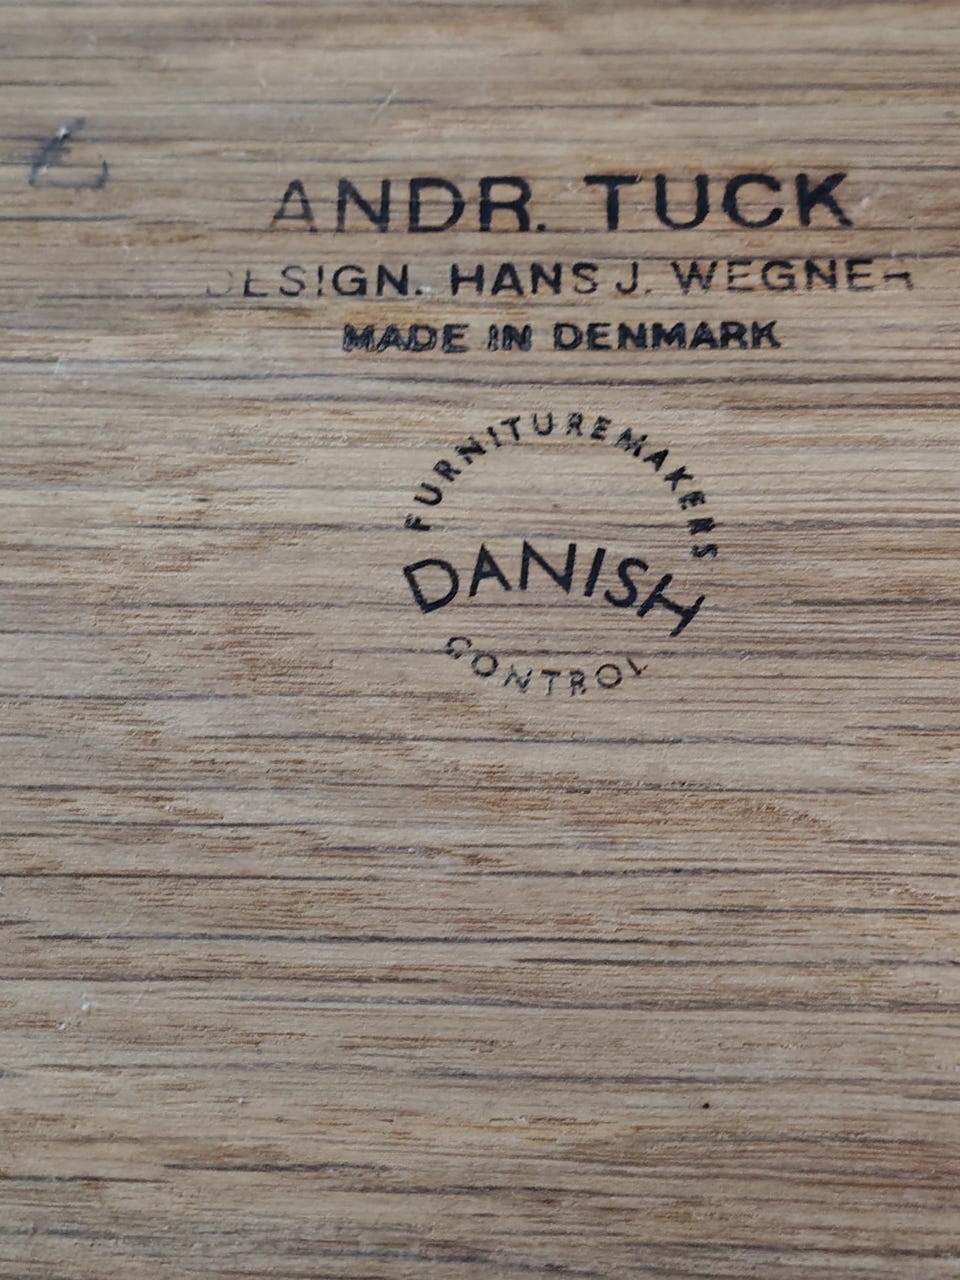 ANDR. TUCK
DESIGN. HANS J. WEGNER
MADE IN DENMARK
FURNITUREMAKERS
DANISH
CONTROL